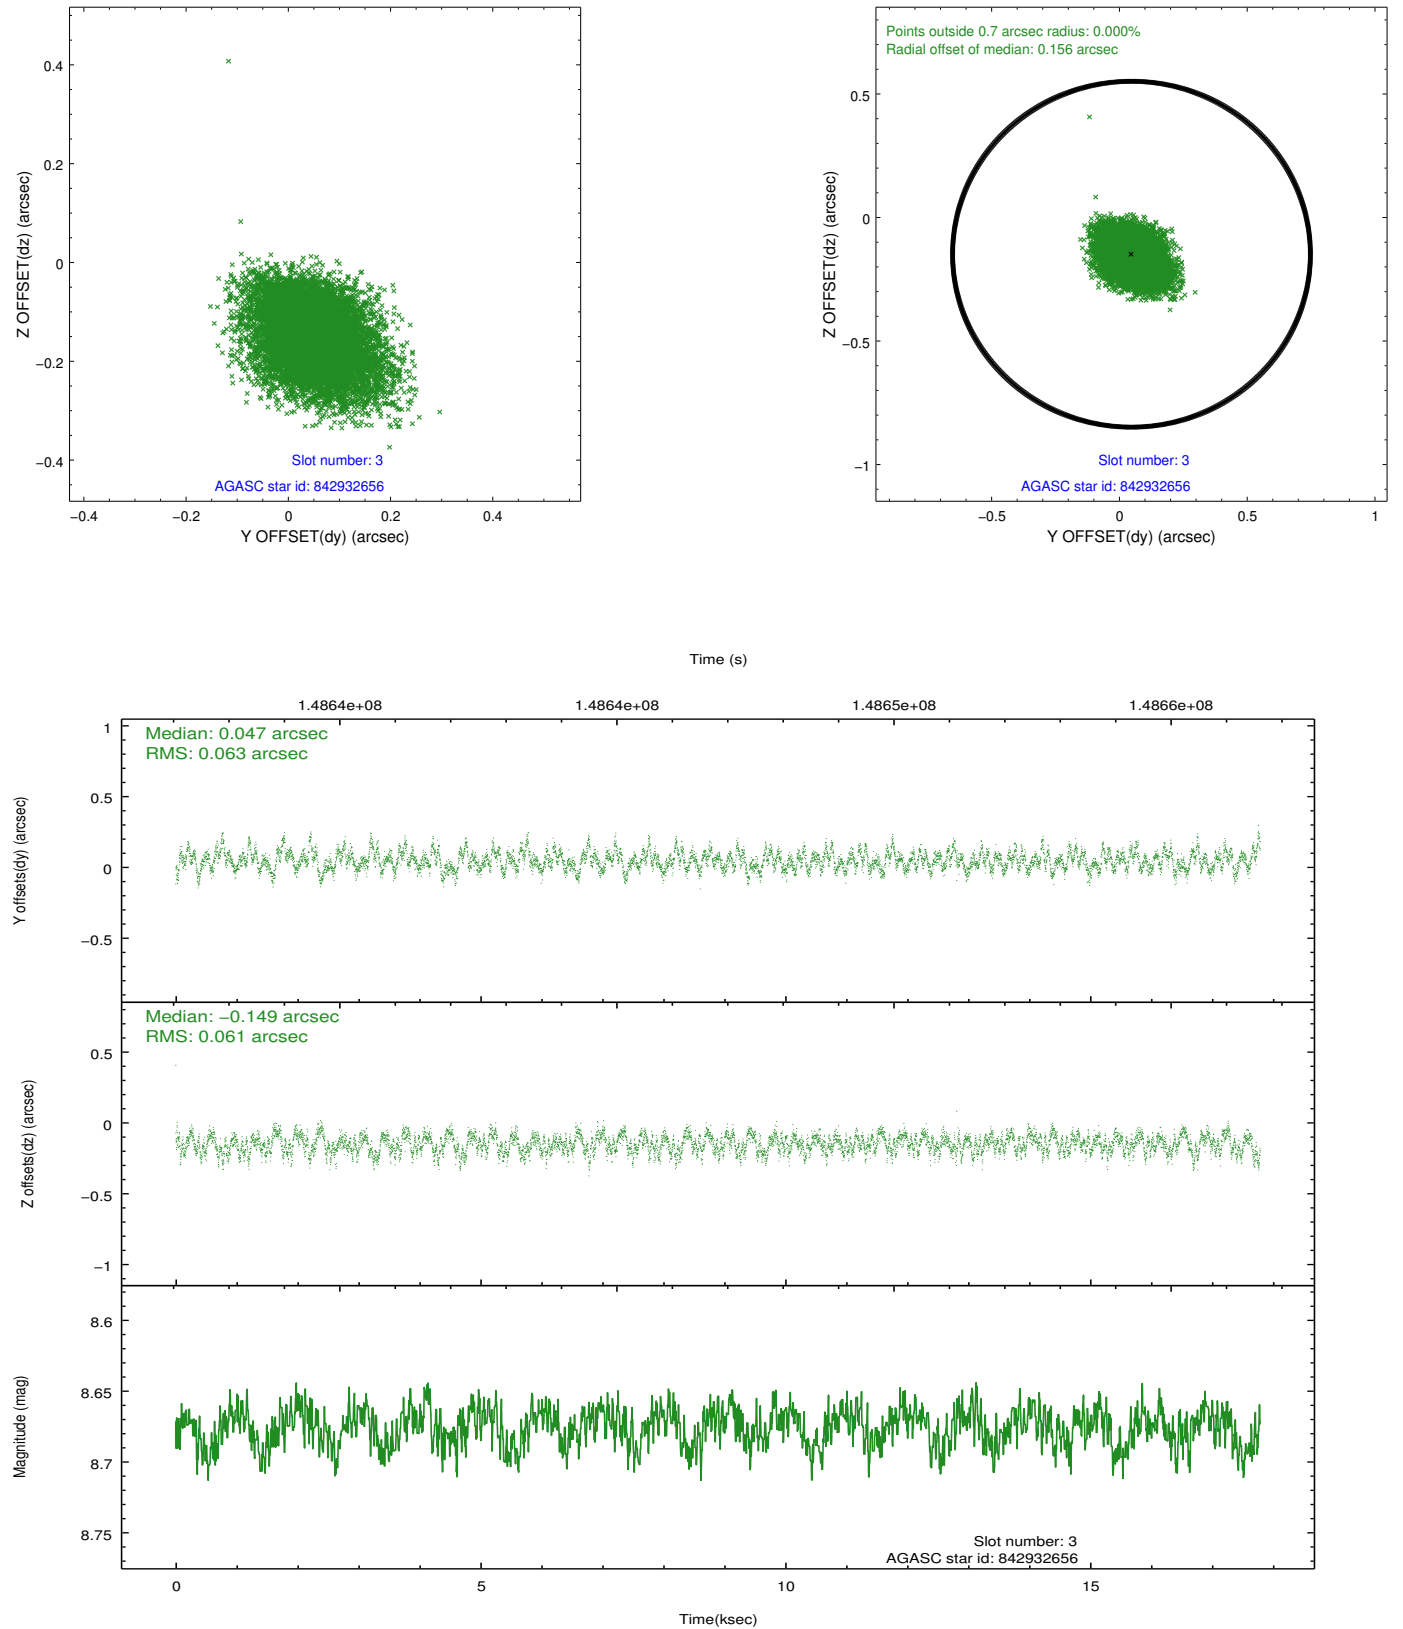 0.4
0.2
0
−0.2
−0.4
Z OFFSET(dz) (arcsec)
Slot number: 3
AGASC star id: 842932656
−0.4
−0.2
0
0.2
0.4
Y OFFSET(dy) (arcsec)
Points outside 0.7 arcsec radius: 0.000%
Radial offset of median: 0.156 arcsec
0.5
0
−0.5
−1
Z OFFSET(dz) (arcsec)
Slot number: 3
AGASC star id: 842932656
−0.5
0
0.5
1
Y OFFSET(dy) (arcsec)
Time (s)
1.4864e+08
1.4864e+08
1.4865e+08
1.4866e+08
Median: 0.047 arcsec
RMS: 0.063 arcsec
1
0.5
0
−0.5
Y offsets(dy) (arcsec)
Median: −0.149 arcsec
RMS: 0.061 arcsec
0.5
0
−0.5
−1
Z offsets(dz) (arcsec)
8.6
8.65
8.7
8.75
Magnitude (mag)
Slot number: 3
AGASC star id: 842932656
0
5
10
15
Time(ksec)